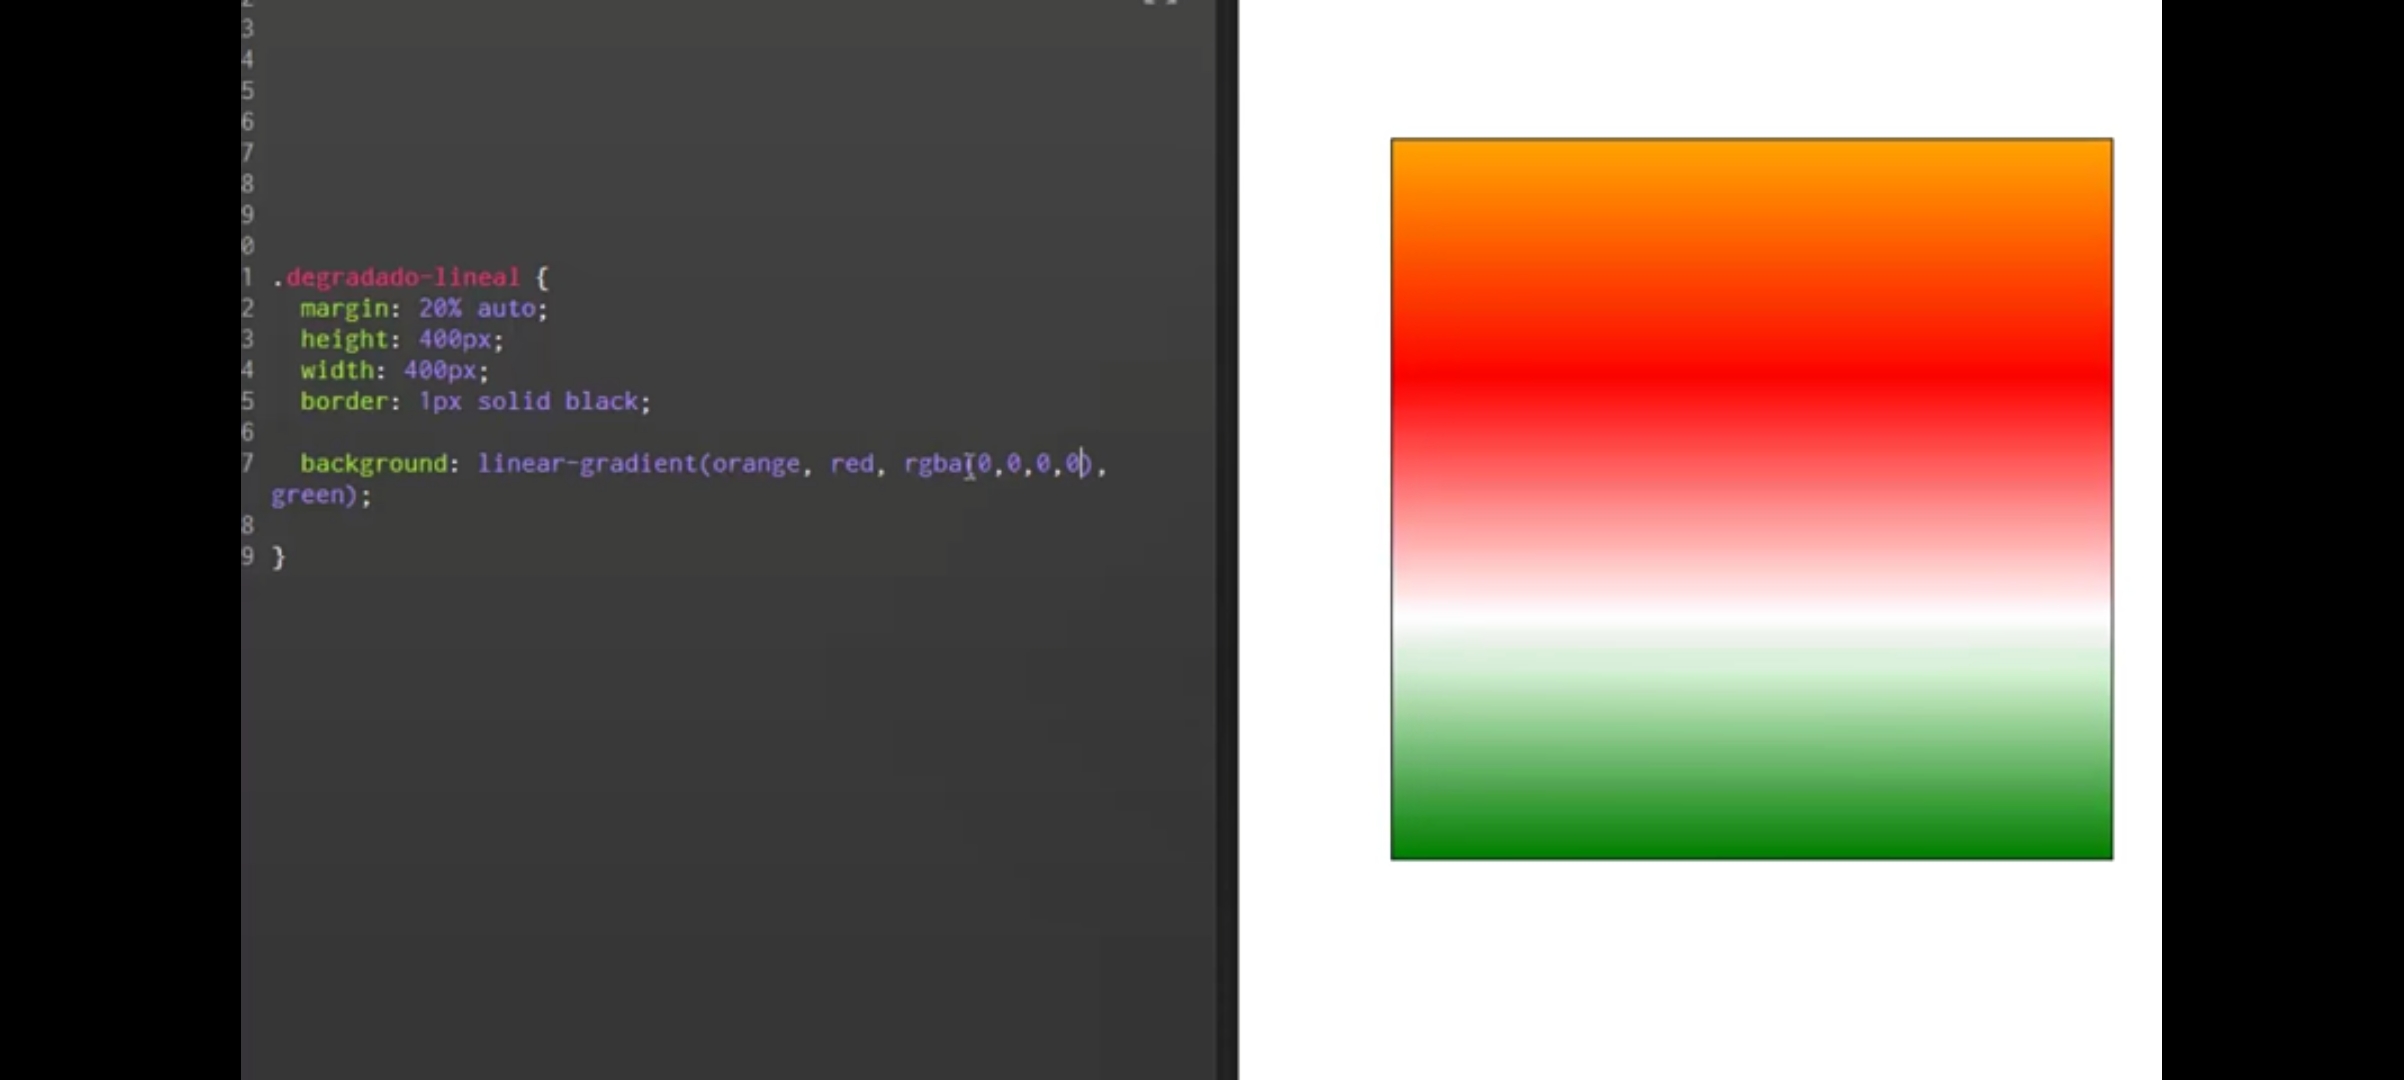 3
4
5
6
7
8
9
0
1 .degradado-lineal {
2 margin: 20% auto;
3 height: 400px;
4 width: 400px;
5 border: 1px solid black;
6
7 background: linear-gradient(orange, red, rgba(0,0,0,0),
green);
8
9 }